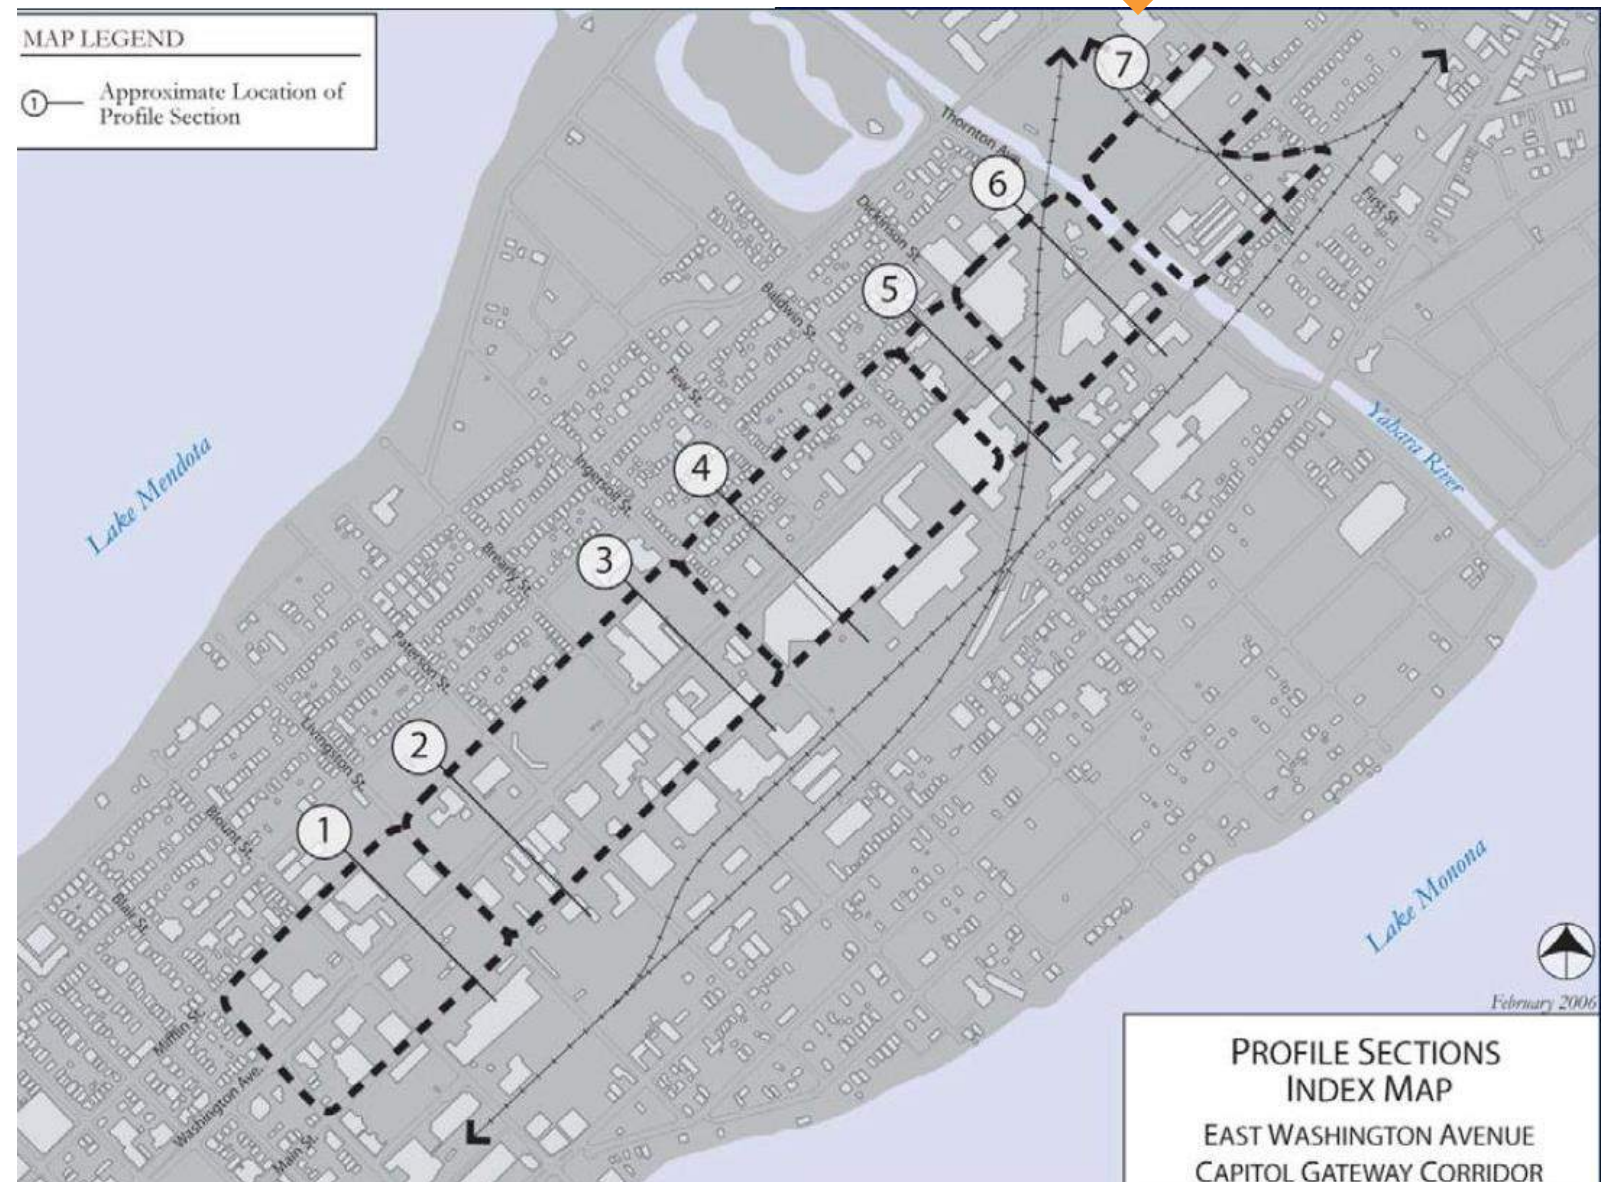 MAP LEGEND
1
Approximate Location of
Profile Section
7
Thornton Ave.
6
Dickinson St.
First St.
5
Baldwin St.
Few St.
Yahara River
Lake Mendota
4
Ingersoll St.
3
Brearly St.
Paterson St.
2
Livingston St.
1
Blount St.
Lake Monona
Blair St.
February 2006
Mifflin St.
Washington Ave.
Main St.
PROFILE SECTIONS
INDEX MAP
EAST WASHINGTON AVENUE
CAPITOL GATEWAY CORRIDOR